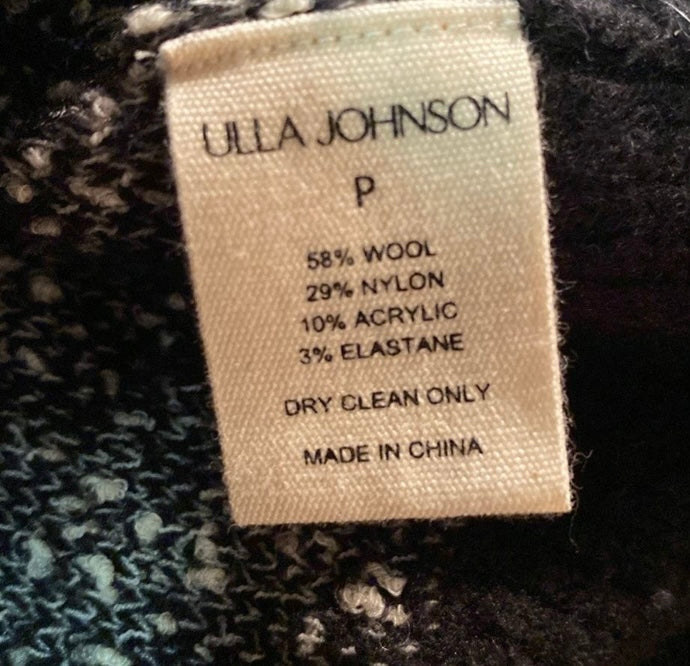 ULLA JOHNSON
P
58% WOOL
29% NYLON
10% ACRYLIC
3% ELASTANE
DRY CLEAN ONLY
MADE IN CHINA